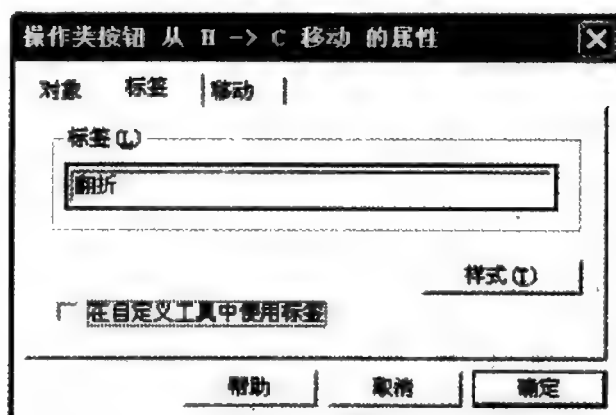 操作类按钮 从 H -> C 移动 的属性
对象 标签 移动
标签(L)
翻折
样式(T)
在自定义工具中使用标签
帮助 取消 确定